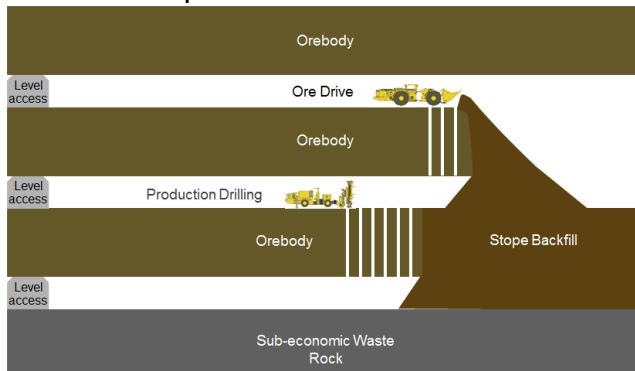 Orebody
Level
access
Ore Drive
Orebody
Level
access
Production Drilling
Orebody
Stope Backfill
Level
access
Sub-economic Waste
Rock